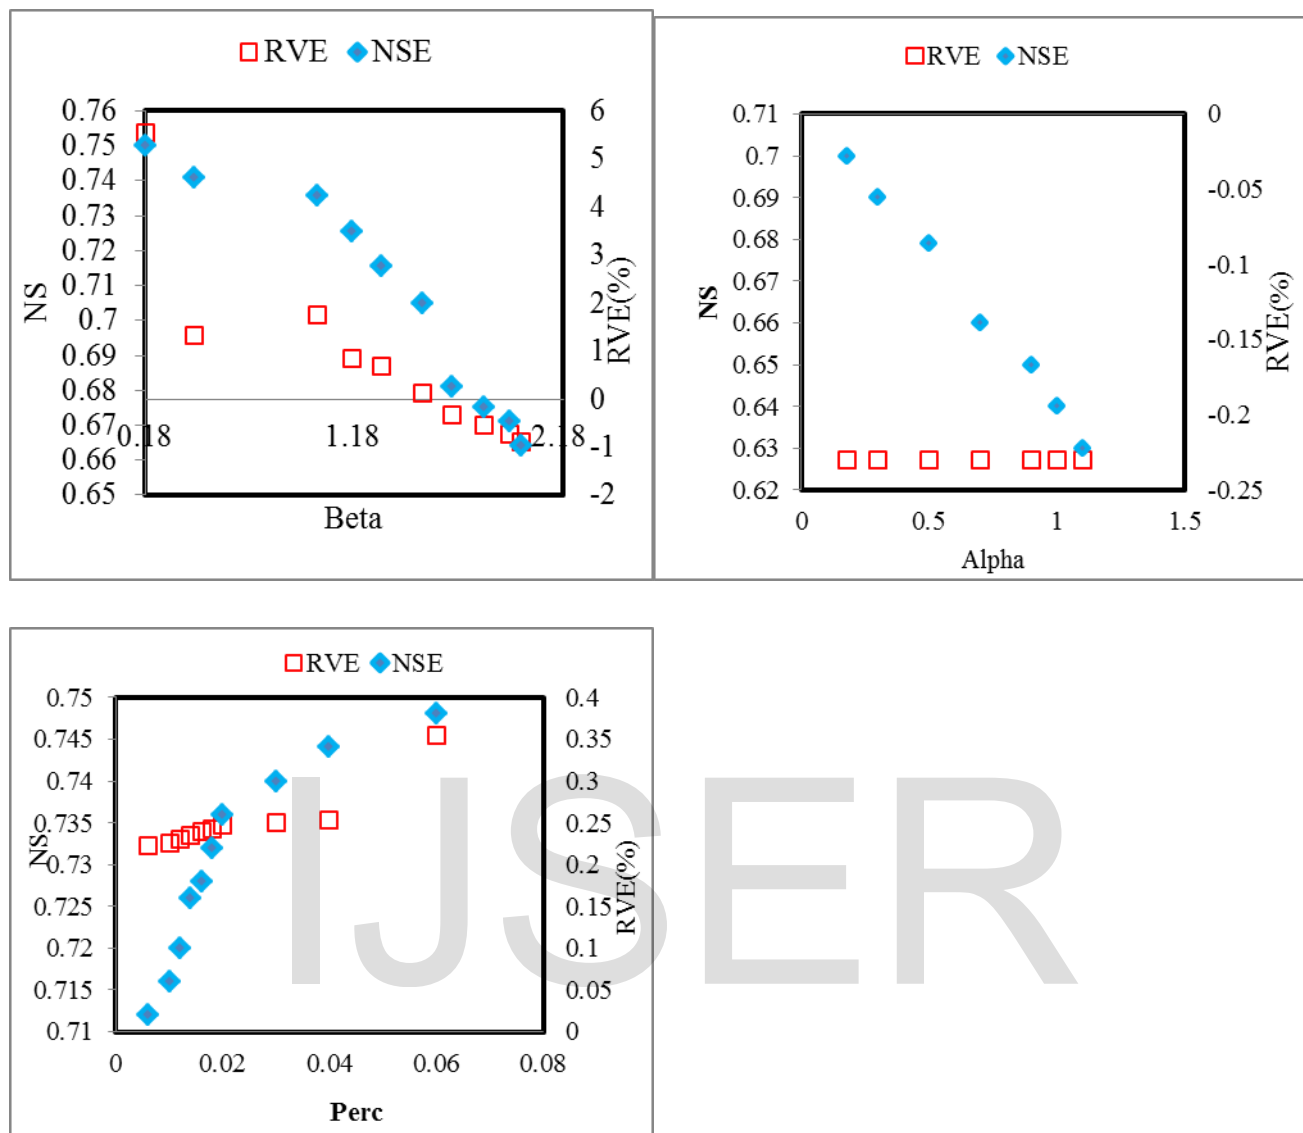 RVE NSE
0.76 6
0.75 5
0.74 4
0.73 3
0.72 2
0.71 1
0.7 0
0.69 -1
0.68 -2
0.67
0.66
0.65
NS
RVE(%)
0.18 1.18 2.18
Beta
RVE NSE
0.71 0
0.7 -0.05
0.69 -0.1
0.68 -0.15
0.67 -0.2
0.66 -0.25
0.65
0.64
0.63
0.62
NS
RVE(%)
0 0.5 1 1.5
Alpha
RVE NSE
0.75 0.4
0.745 0.35
0.74 0.3
0.735 0.25
0.73 0.2
0.725 0.15
0.72 0.1
0.715 0.05
0.71 0
NS
RVE(%)
0 0.02 0.04 0.06 0.08
Perc
IJSER